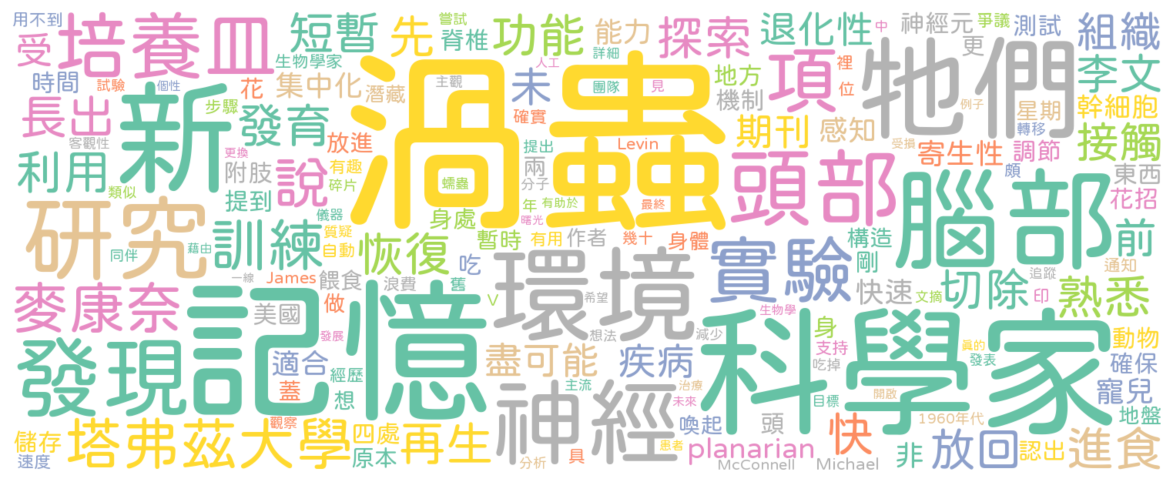 用不到
培養皿
短暫
先
嘗試
脊椎
功能
中
能力
探索
退化性
神經元
爭議
測試
組織
受
時間
生物學家
花
集中化
潛藏
人工
詳細
主觀
渦蟲
團隊
見
未
地方
機制
項
裡
位
更
牠們
例子
星期
李文
幹細胞
轉移
試驗
個性
長出
新
步驟
發育
確實
放進
客觀性
期刊
感知
受損
寄生性
調節
接觸
利用
更換
附肢
說
有趣
碎片
提出
Levin
兩
分子
蠕蟲
頭部
腦部
頗
東西
花招
類似
提到
儀器
質疑
自動
訓練
身處
年
有助於
曙光
最終
研究
同伴
藉由
恢復
暫時
有用
作者
幾十
身體
實驗
構造
剛
前
通知
一線
James
餵食
浪費
吃
舊
V
環境
希望
快速
切除
追蹤
印
熟悉
文摘
麥康奈
美國
做
記憶
想法
減少
生物學
身
支持
吃掉
科學家
真的
發表
動物
確保
發現
發展
適合
蓋
經歷
想
盡可能
主流
疾病
治療
未來
目標
開啟
寵兒
地盤
儲存
速度
塔弗茲大學
觀察
四處
原本
再生
神經
分析
具
患者
喚起
頭
planarian
McConnell
Michael
快
1960年代
非
放回
認出
進食